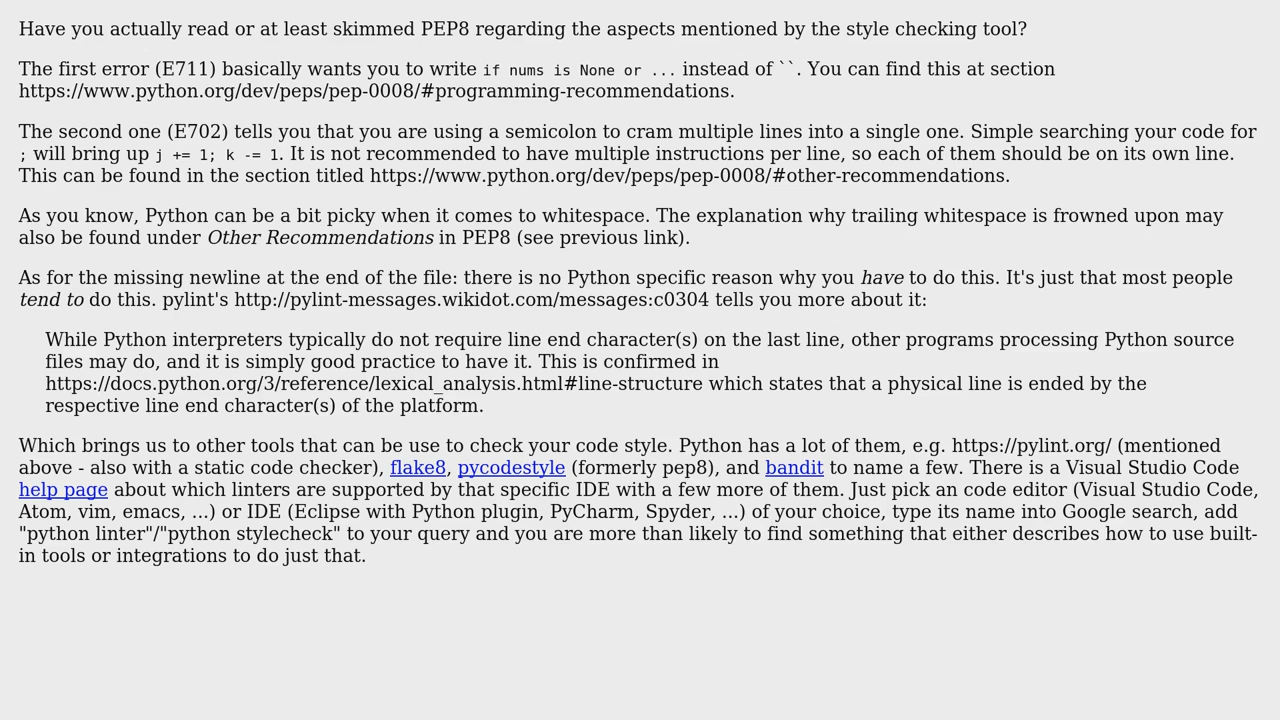 Have you actually read or at least skimmed PEP8 regarding the aspects mentioned by the style checking tool?
The first error (E711) basically wants you to write if nums is None or ... instead of ``. You can find this at section
https://www.python.org/dev/peps/pep-0008/#programming-recommendations.
The second one (E702) tells you that you are using a semicolon to cram multiple lines into a single one. Simple searching your code for
; will bring up j += 1; k -= 1. It is not recommended to have multiple instructions per line, so each of them should be on its own line.
This can be found in the section titled https://www.python.org/dev/peps/pep-0008/#other-recommendations.
As you know, Python can be a bit picky when it comes to whitespace. The explanation why trailing whitespace is frowned upon may
also be found under Other Recommendations in PEP8 (see previous link).
As for the missing newline at the end of the file: there is no Python specific reason why you have to do this. It's just that most people
tend to do this. pylint's http://pylint-messages.wikidot.com/messages:c0304 tells you more about it:
While Python interpreters typically do not require line end character(s) on the last line, other programs processing Python source
files may do, and it is simply good practice to have it. This is confirmed in
https://docs.python.org/3/reference/lexical_analysis.html#line-structure which states that a physical line is ended by the
respective line end character(s) of the platform.
Which brings us to other tools that can be use to check your code style. Python has a lot of them, e.g. https://pylint.org/ (mentioned
above - also with a static code checker), flake8, pycodestyle (formerly pep8), and bandit to name a few. There is a Visual Studio Code
help page about which linters are supported by that specific IDE with a few more of them. Just pick an code editor (Visual Studio Code,
Atom, vim, emacs, ...) or IDE (Eclipse with Python plugin, PyCharm, Spyder, ...) of your choice, type its name into Google search, add
"python linter"/"python stylecheck" to your query and you are more than likely to find something that either describes how to use built-
in tools or integrations to do just that.